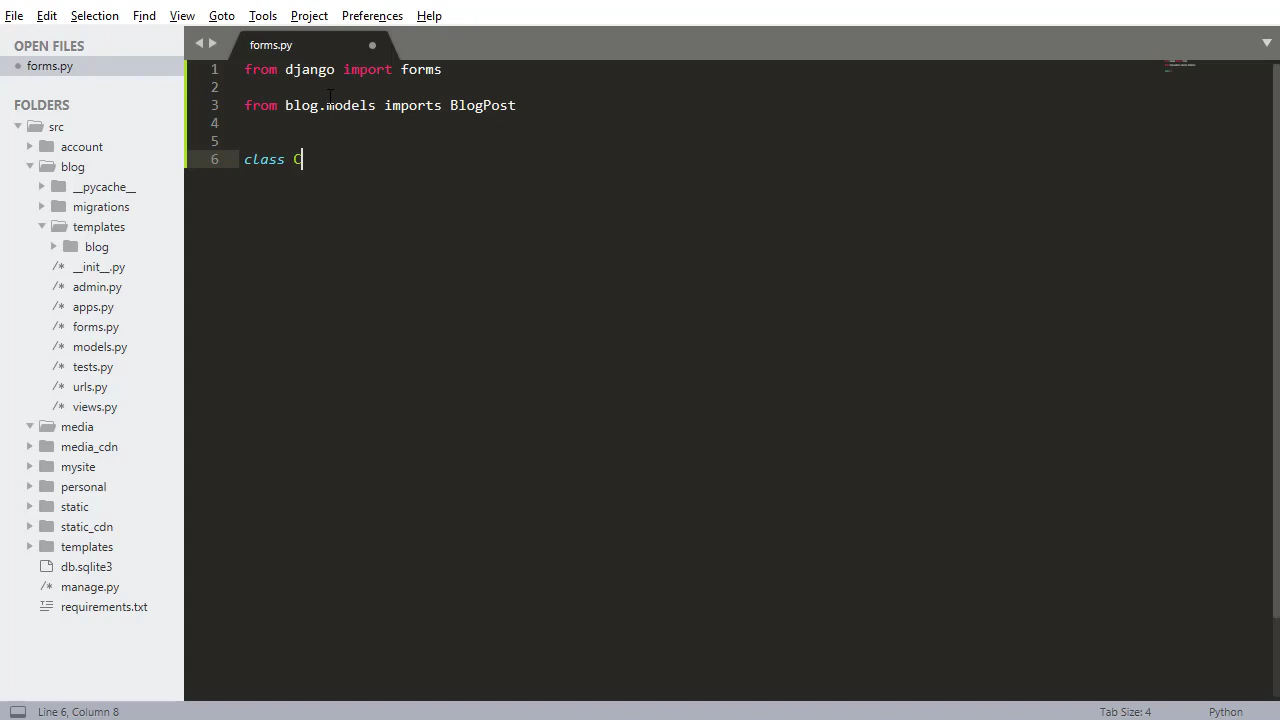 File Edit Selection Find View Goto Tools Project Preferences Help
OPEN FILES
forms.py
FOLDERS
src
account
blog
__pycache__
migrations
templates
blog
__init__.py
admin.py
apps.py
forms.py
models.py
tests.py
urls.py
views.py
media
media_cdn
mysite
personal
static
static_cdn
templates
db.sqlite3
manage.py
requirements.txt
forms.py
1 from django import forms
2
3 from blog.models imports BlogPost
4
5
6 class C
Line 6, Column 8 Tab Size: 4 Python